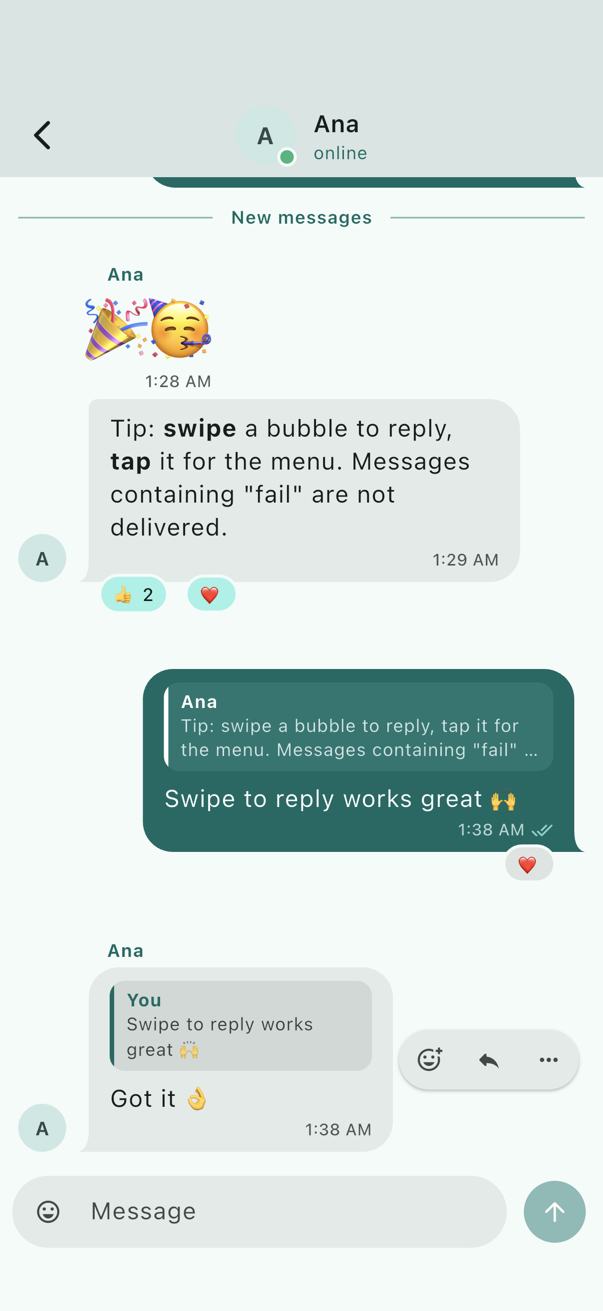 A
Ana
online
New messages
Ana
🎉🥳
1:28 AM
Tip: swipe a bubble to reply,
tap it for the menu. Messages
containing "fail" are not
delivered.
1:29 AM
A
👍 2 ❤️
Ana
Tip: swipe a bubble to reply, tap it for
the menu. Messages containing "fail" ...
Swipe to reply works great 🙌
1:38 AM
❤️
Ana
You
Swipe to reply works
great 🙌
Got it 👌
1:38 AM
A
Message